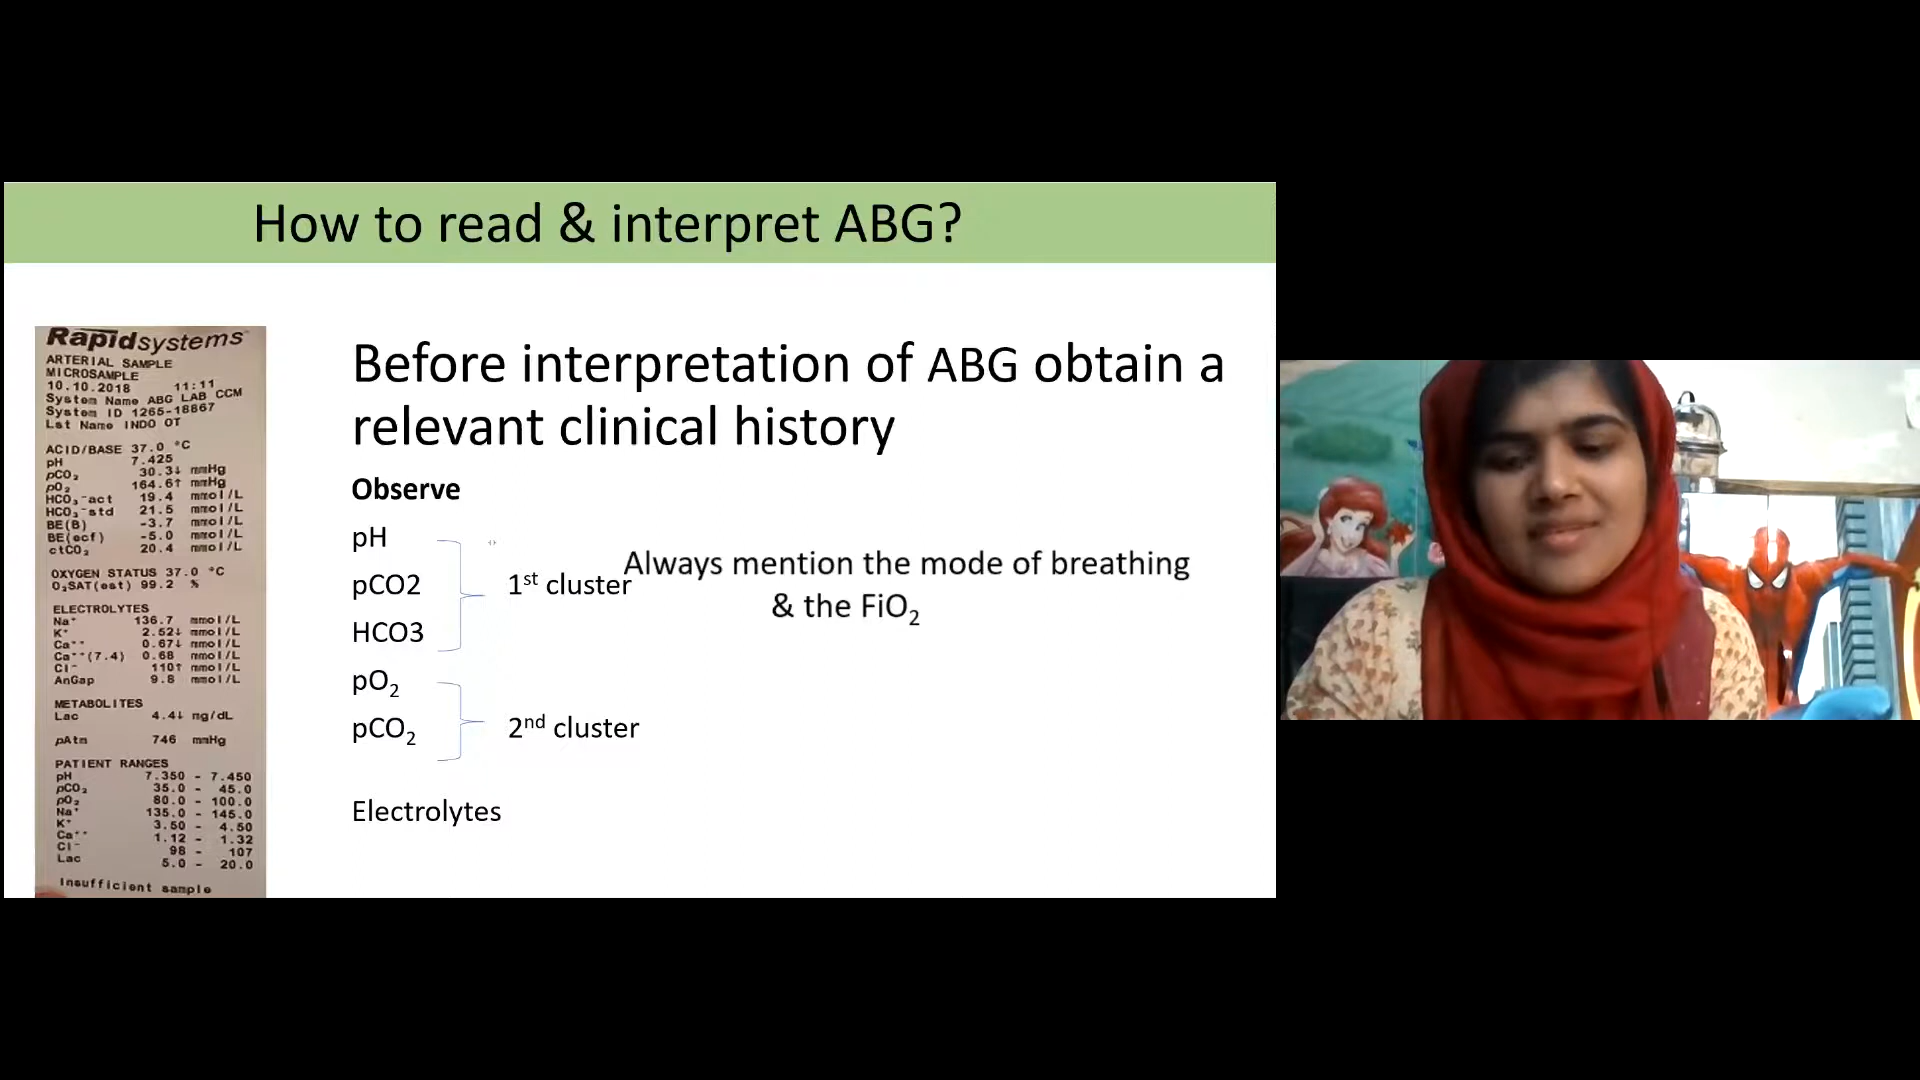 How to read & interpret ABG?
Before interpretation of ABG obtain a
relevant clinical history
Observe
pH
pCO2
HCO3
1st cluster
Always mention the mode of breathing
& the FiO₂
pO₂
pCO₂
2nd cluster
Electrolytes
Rapidsystems
ARTERIAL SAMPLE
MICROSAMPLE
10.10.2018 11:11
System Name ABG LAB CCM
System ID 1265-18867
Lst Name INDO OT
ACID/BASE 37.0 °C
pH 7.425
pCO₂ 30.3↓ mmHg
pO₂ 164.6↑ mmHg
HCO₃⁻act 19.4 mmol/L
HCO₃⁻std 21.5 mmol/L
BE(B) -3.7 mmol/L
BE(ecf) -5.0 mmol/L
ctCO₂ 20.4 mmol/L
OXYGEN STATUS 37.0 °C
O₂SAT(est) 99.2 %
ELECTROLYTES
Na⁺ 136.7 mmol/L
K⁺ 2.52↓ mmol/L
Ca⁺⁺ 0.67↓ mmol/L
Ca⁺⁺(7.4) 0.68 mmol/L
Cl⁻ 110↑ mmol/L
AnGap 9.8 mmol/L
METABOLITES
Lac 4.4↓ mg/dL
pAtm 746 mmHg
PATIENT RANGES
pH 7.350 - 7.450
pCO₂ 35.0 - 45.0
pO₂ 80.0 - 100.0
Na⁺ 135.0 - 145.0
K⁺ 3.50 - 4.50
Ca⁺⁺ 1.12 - 1.32
Cl⁻ 98 - 107
Lac 5.0 - 20.0
Insufficient sample